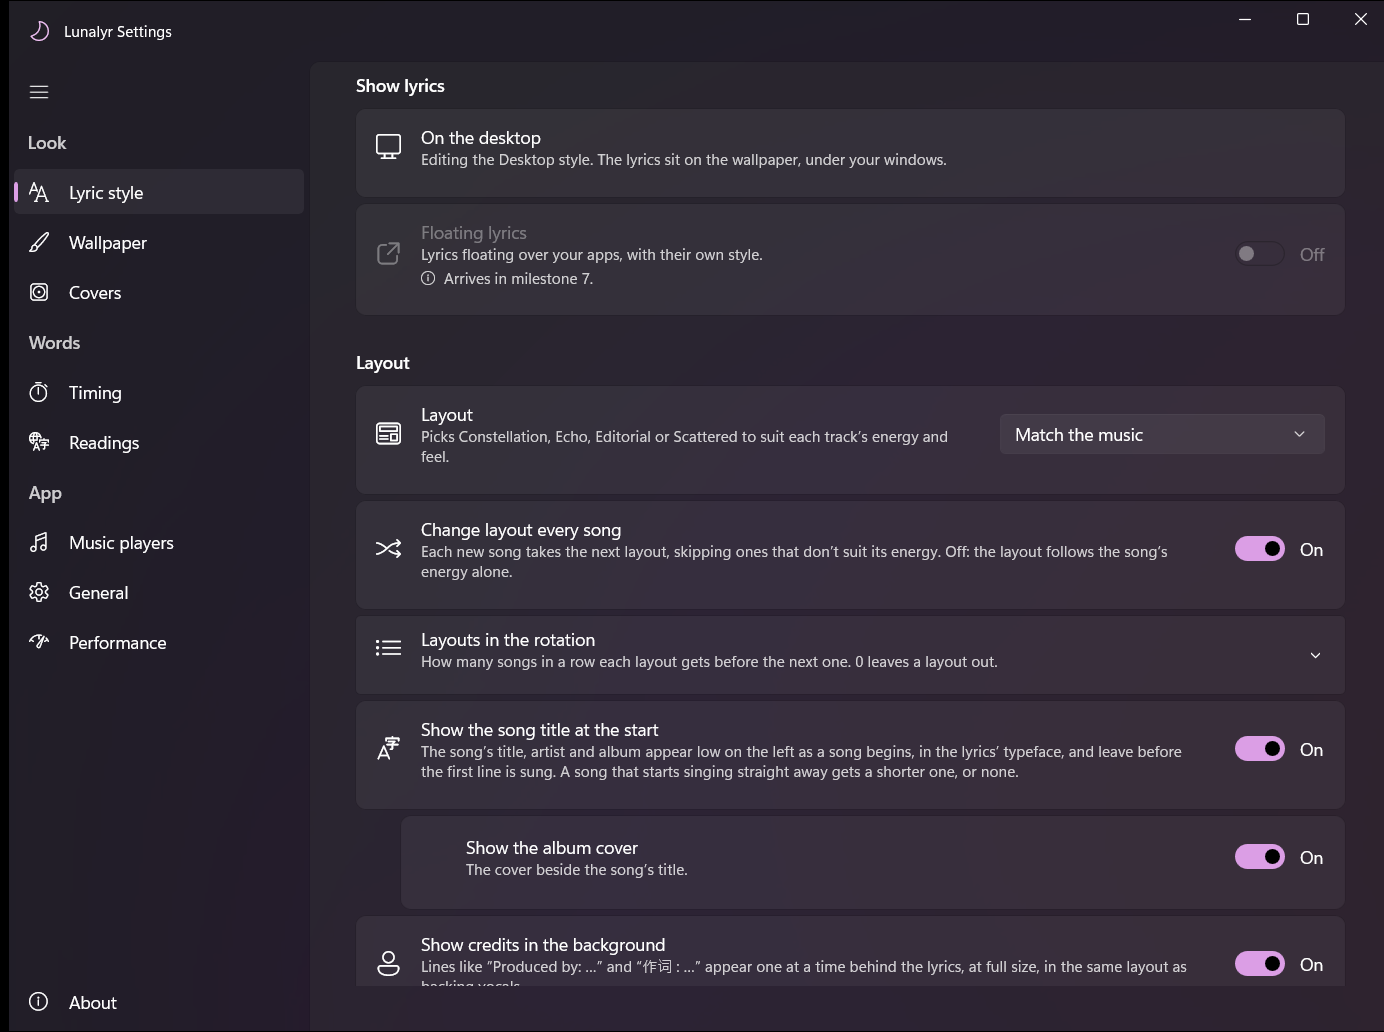 Lunalyr Settings
Look
Lyric style
Wallpaper
Covers
Words
Timing
Readings
App
Music players
General
Performance
About
Show lyrics
On the desktop
Editing the Desktop style. The lyrics sit on the wallpaper, under your windows.
Floating lyrics
Lyrics floating over your apps, with their own style.
Arrives in milestone 7.
Off
Layout
Layout
Picks Constellation, Echo, Editorial or Scattered to suit each track’s energy and
feel.
Match the music
Change layout every song
Each new song takes the next layout, skipping ones that don’t suit its energy. Off: the layout follows the song’s
energy alone.
On
Layouts in the rotation
How many songs in a row each layout gets before the next one. 0 leaves a layout out.
Show the song title at the start
The song’s title, artist and album appear low on the left as a song begins, in the lyrics’ typeface, and leave before
the first line is sung. A song that starts singing straight away gets a shorter one, or none.
On
Show the album cover
The cover beside the song’s title.
On
Show credits in the background
Lines like “Produced by: …” and “作词 : …” appear one at a time behind the lyrics, at full size, in the same layout as
backing vocals.
On